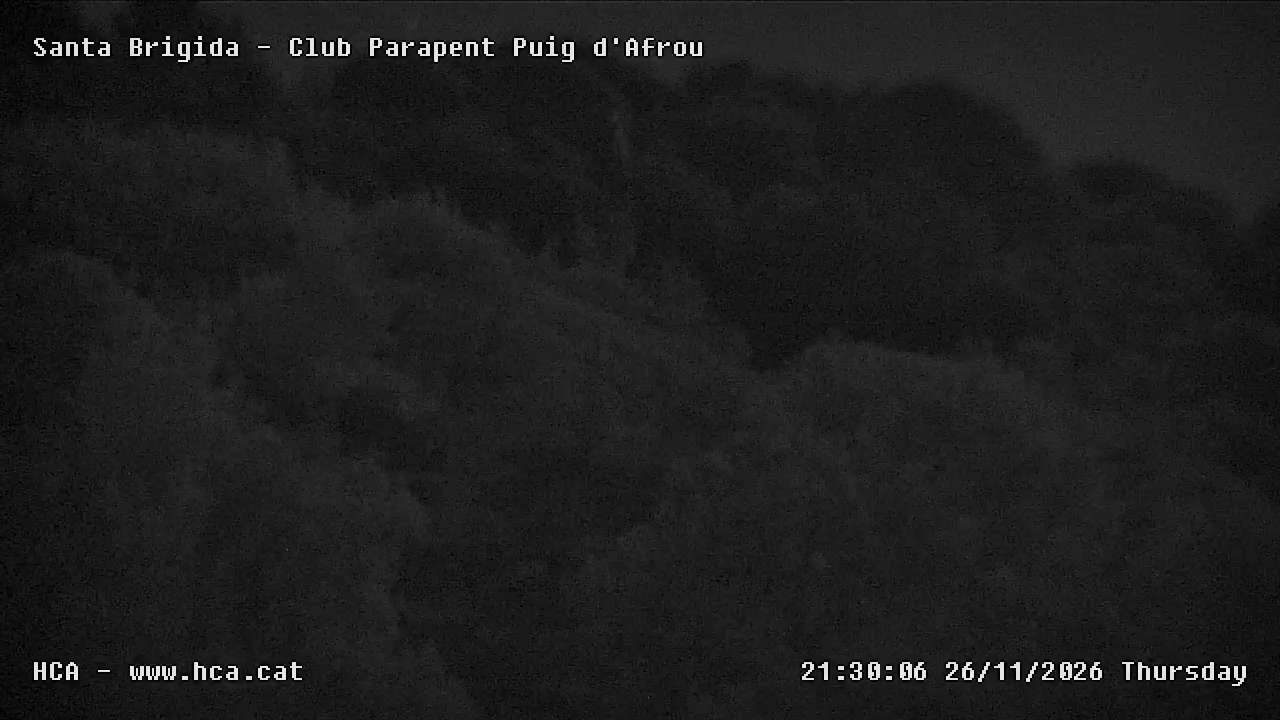 Santa Brigida - Club Parapent Puig d'Afrou
HCA - www.hca.cat
21:30:06 26/11/2026 Thursday